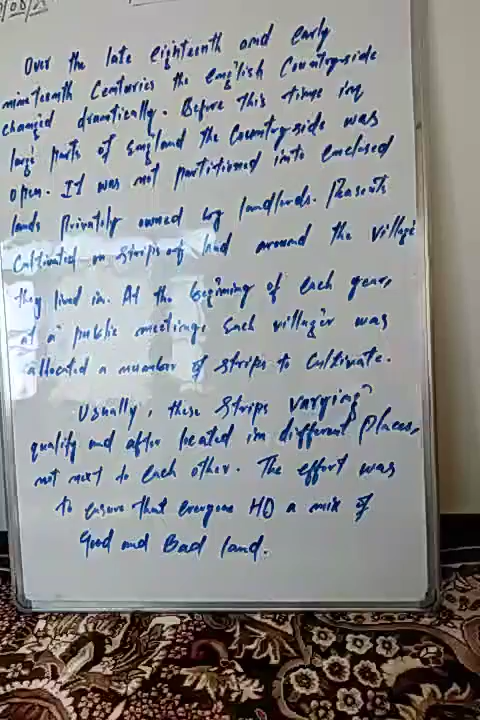 /08/
Over the late eighteenth and early
nineteenth Centuries the english Countryside
changed dramatically. Before this time in
large parts of England the Countryside was
open. It was not partitioned into enclosed
lands Privately owned by landlords. Peasents
Cultivated on strips of land around the village
they lived in. At the beginning of each year,
at a public meeting, Each villager was
allocated a number of strips to Cultivate.
Usually, these Strips varying
quality and after located in different places,
not next to each other. The effort was
to ensure that everyone HD a mix of
Good and Bad land.